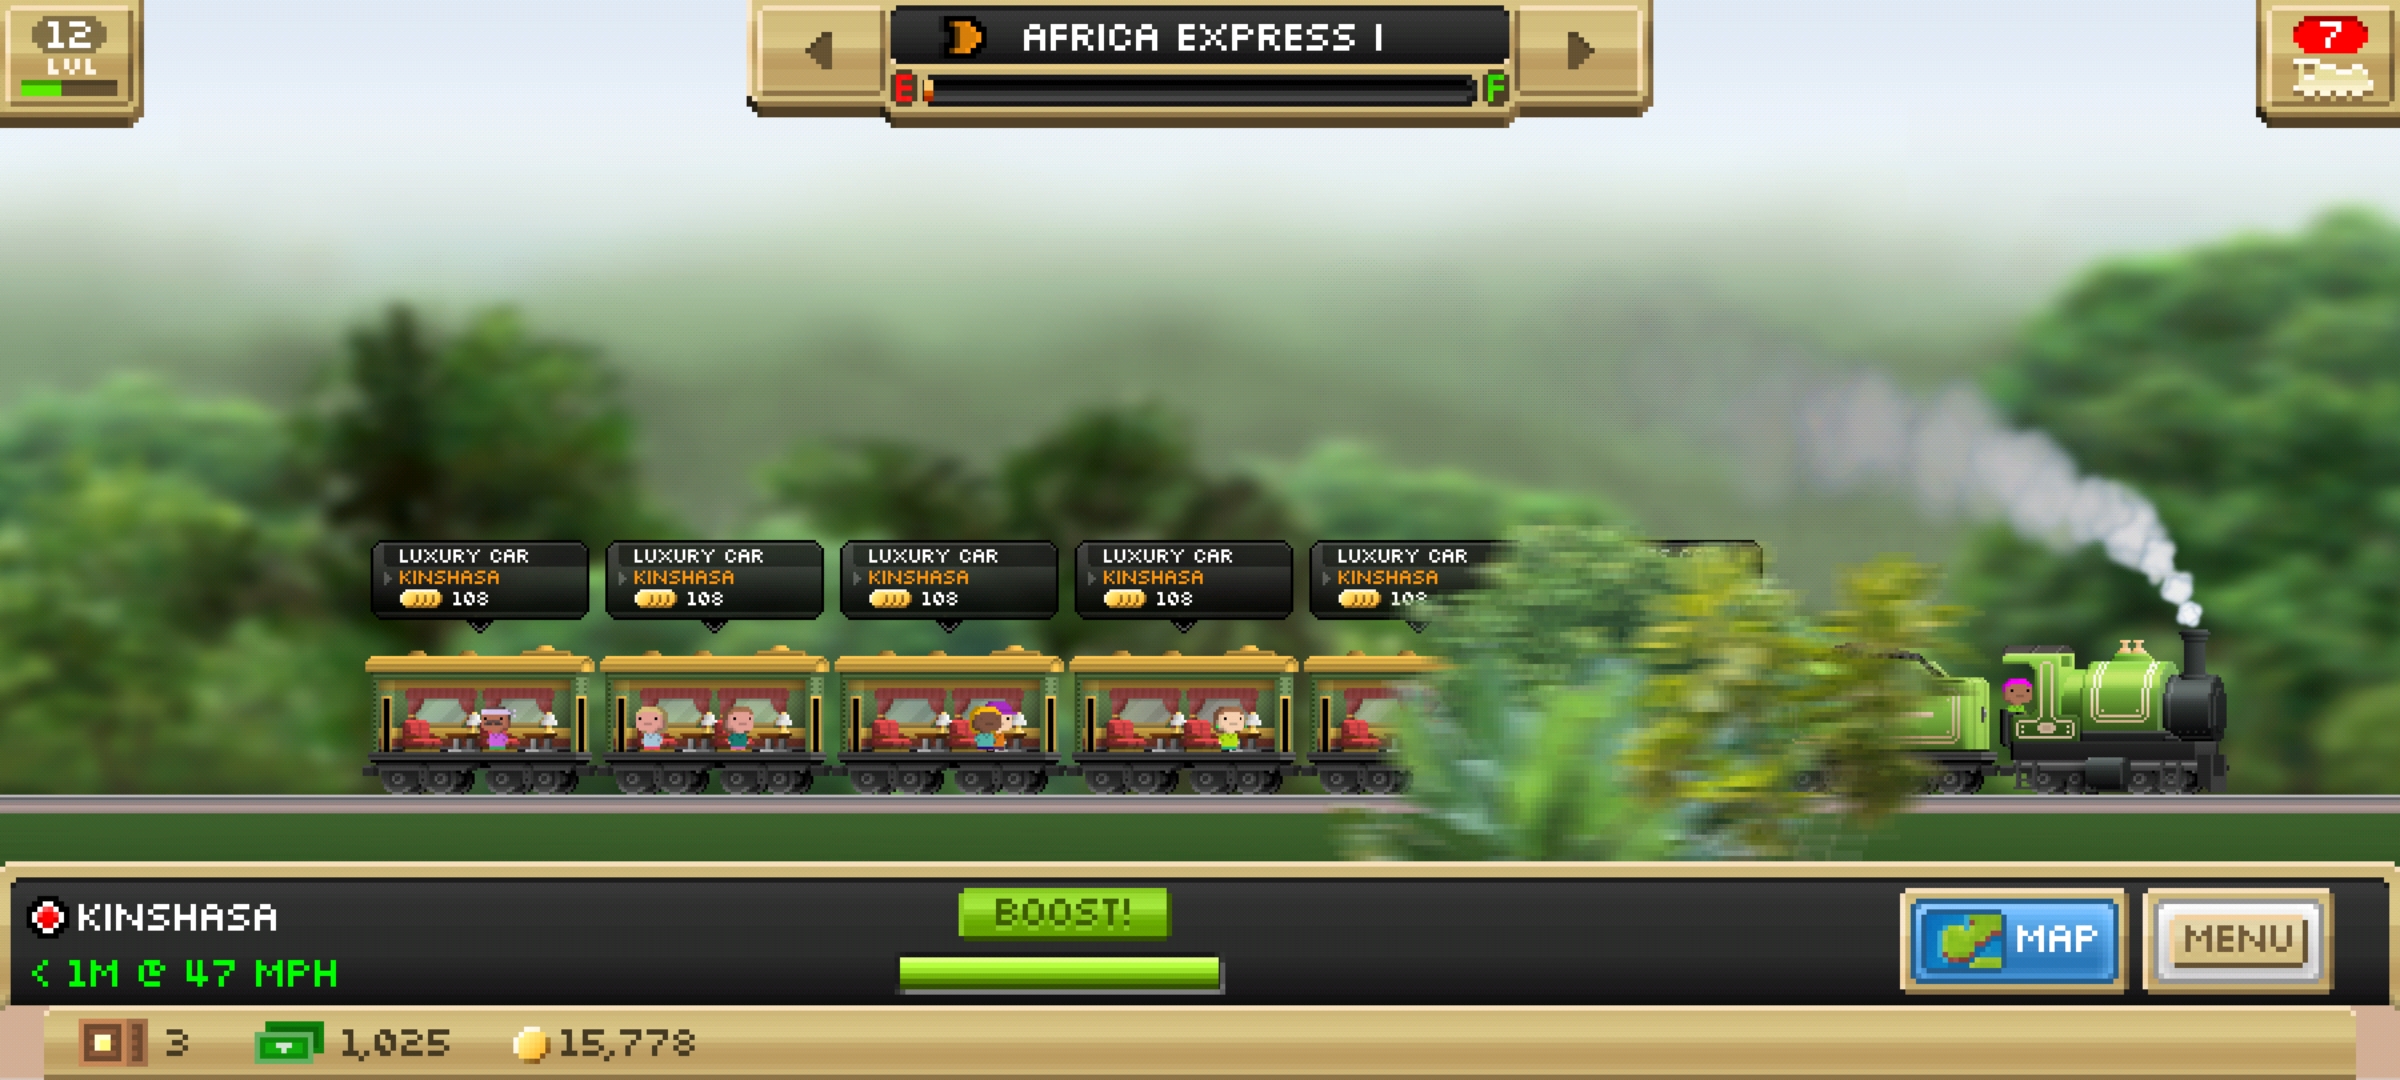 12
LVL
AFRICA EXPRESS I
E F
7
LUXURY CAR
KINSHASA
108
LUXURY CAR
KINSHASA
108
LUXURY CAR
KINSHASA
108
LUXURY CAR
KINSHASA
108
LUXURY CAR
KINSHASA
108
KINSHASA
< 1M @ 47 MPH
BOOST!
MAP
MENU
3
1,025
15,778